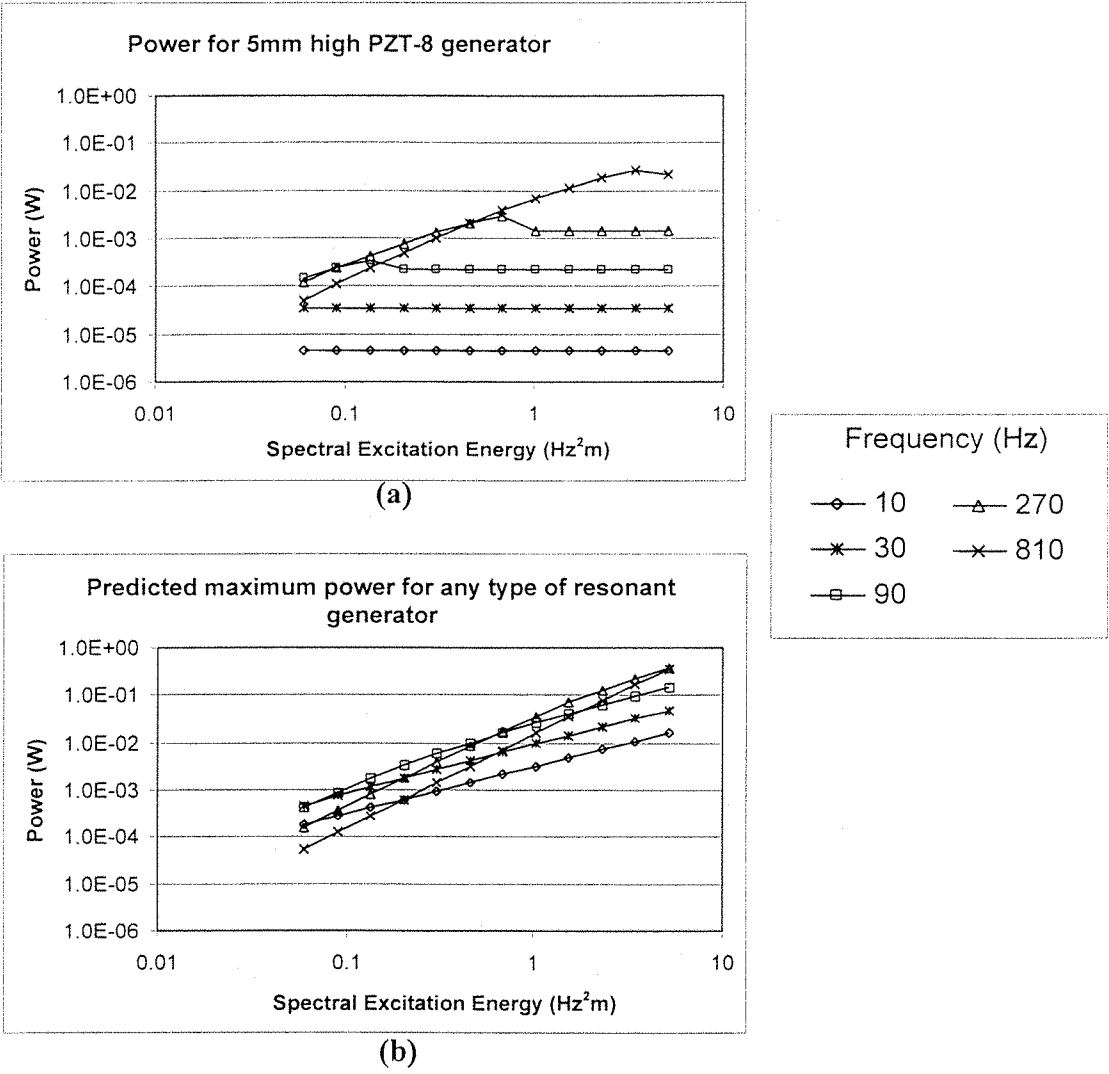 Power for 5mm high PZT-8 generator
1.0E+00
1.0E-01
1.0E-02
1.0E-03
1.0E-04
1.0E-05
1.0E-06
Power (W)
0.01 0.1 1 10
Spectral Excitation Energy (Hz²m)
(a)
Frequency (Hz)
10 270
30 810
90
Predicted maximum power for any type of resonant
generator
1.0E+00
1.0E-01
1.0E-02
1.0E-03
1.0E-04
1.0E-05
1.0E-06
Power (W)
0.01 0.1 1 10
Spectral Excitation Energy (Hz²m)
(b)